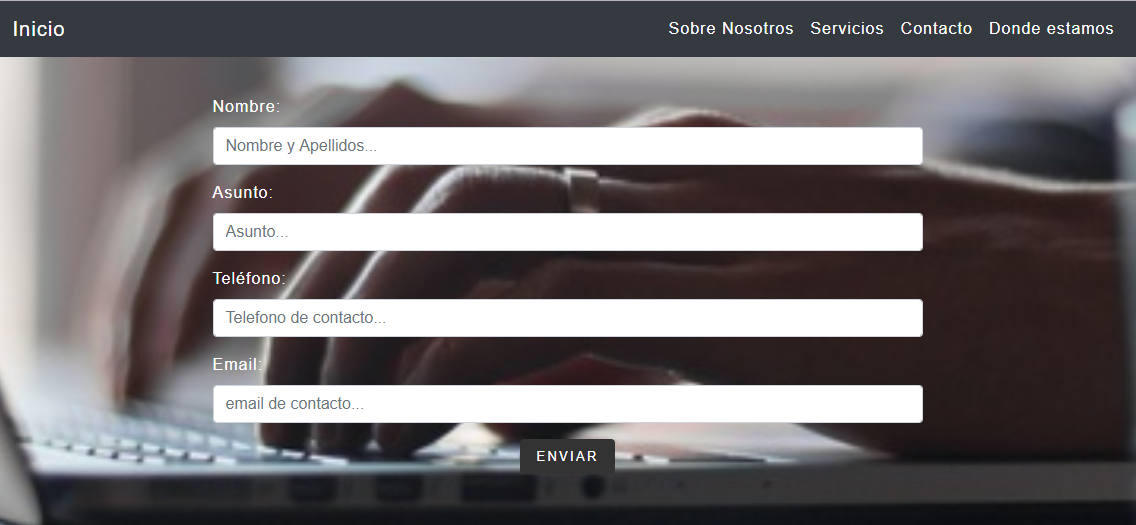 Inicio Sobre Nosotros Servicios Contacto Donde estamos
Nombre:
Nombre y Apellidos...
Asunto:
Asunto...
Teléfono:
Telefono de contacto...
Email:
email de contacto...
ENVIAR